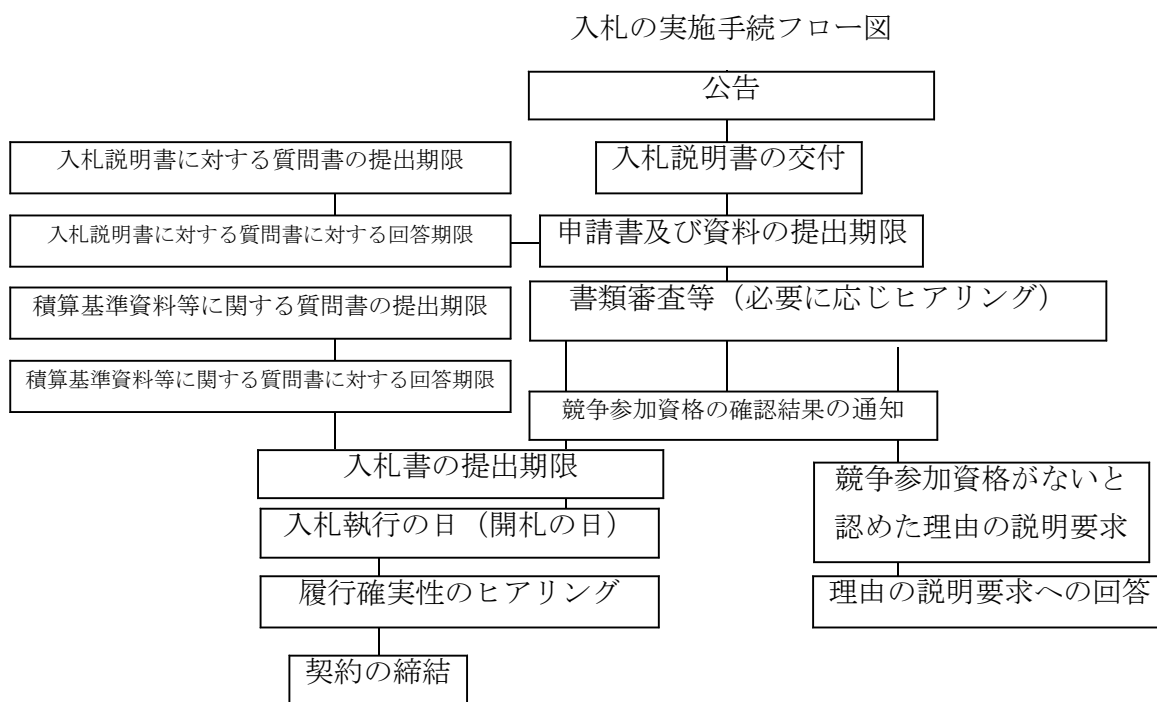 入札の実施手続フロー図
公告
入札説明書に対する質問書の提出期限
入札説明書の交付
入札説明書に対する質問書に対する回答期限
申請書及び資料の提出期限
積算基準資料等に関する質問書の提出期限
書類審査等（必要に応じヒアリング）
積算基準資料等に関する質問書に対する回答期限
競争参加資格の確認結果の通知
入札書の提出期限
競争参加資格がないと
認めた理由の説明要求
入札執行の日（開札の日）
履行確実性のヒアリング
理由の説明要求への回答
契約の締結